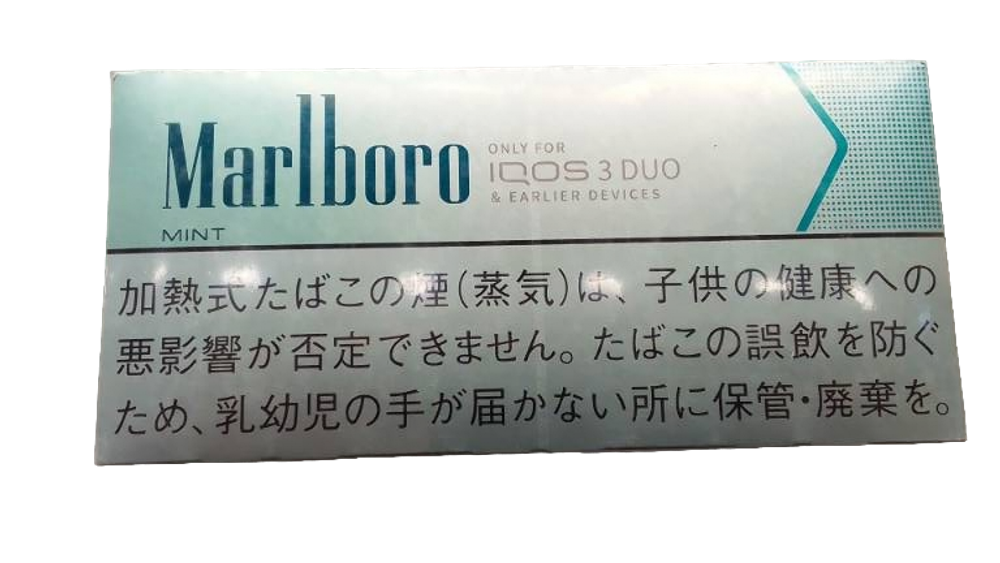 Marlboro
ONLY FOR
IQOS 3 DUO
& EARLIER DEVICES
MINT
加熱式たばこの煙(蒸気)は、子供の健康への
悪影響が否定できません。たばこの誤飲を防ぐ
ため、乳幼児の手が届かない所に保管・廃棄を。